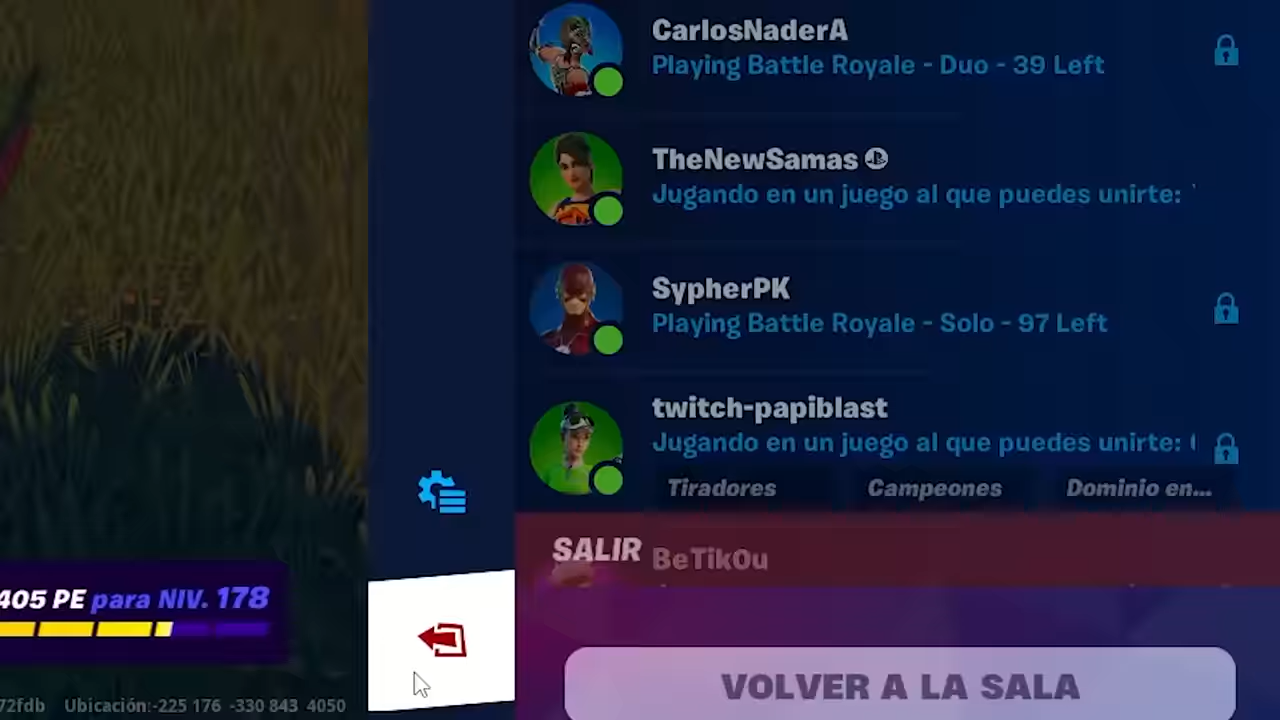 CarlosNaderA
Playing Battle Royale - Duo - 39 Left
TheNewSamas
Jugando en un juego al que puedes unirte:
SypherPK
Playing Battle Royale - Solo - 97 Left
twitch-papiblast
Jugando en un juego al que puedes unirte:
Tiradores Campeones Dominio en...
SALIR BeTikOu
405 PE para NIV. 178
VOLVER A LA SALA
72fdb Ubicación:-225 176 -330 843 4050